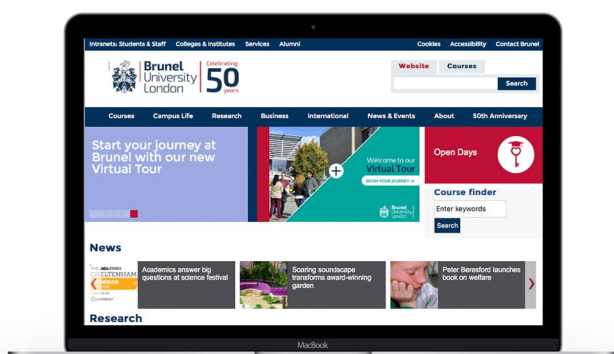 Intranets: Students & Staff Colleges & Institutes Services Alumni Cookies Accessibility Contact Brunel
Brunel
University
London
Celebrating
50
years
Website Courses
Search
Courses Campus Life Research Business International News & Events About 50th Anniversary
Start your journey at
Brunel with our new
Virtual Tour
Welcome to our
Virtual Tour
BEGIN YOUR JOURNEY
Brunel
University
London
Open Days
Course finder
Enter keywords
Search
News
CHELTENHAM
Academics answer big
questions at science festival
Soaring soundscape
transforms award-winning
garden
Peter Beresford launches
book on welfare
Research
MacBook